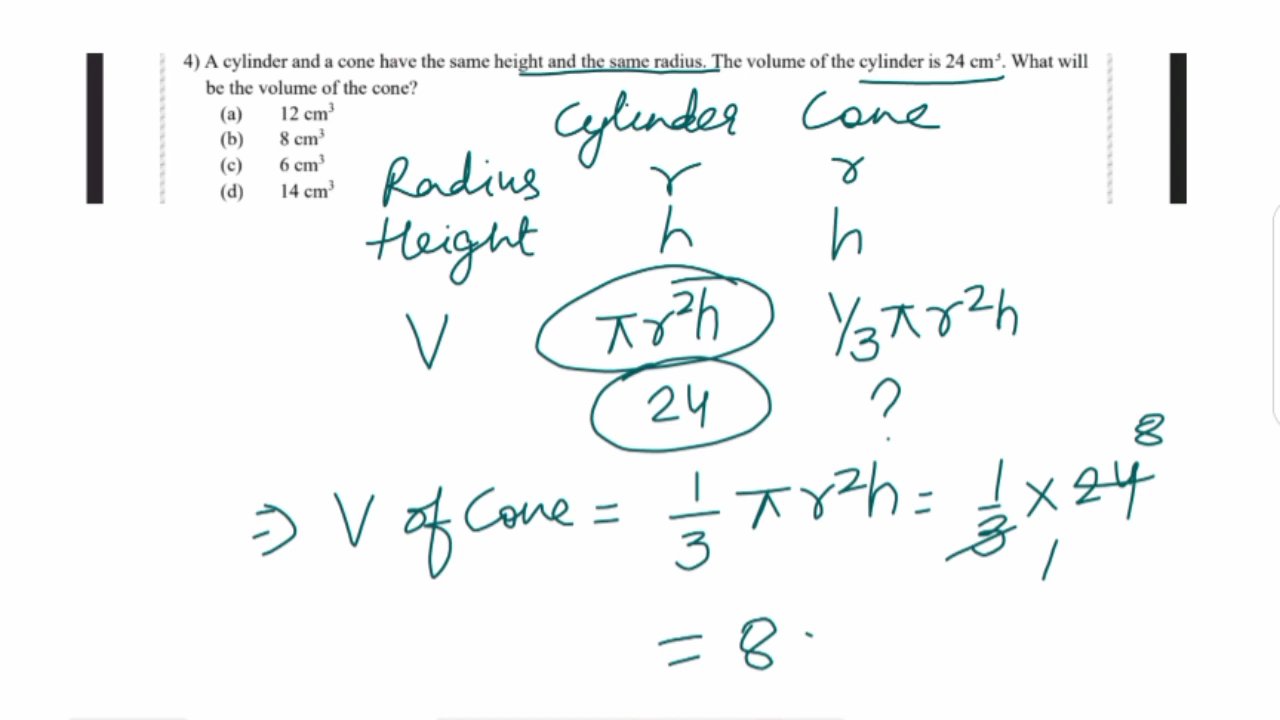 4) A cylinder and a cone have the same height and the same radius. The volume of the cylinder is 24 cm³. What will
be the volume of the cone?
(a) 12 cm³
(b) 8 cm³
(c) 6 cm³
(d) 14 cm³
Cylinder Cone
Radius r r
Height h h
V πr²h 1/3 πr²h
24 ?
⇒ V of Cone = 1/3 πr²h = 1/3 × 24 8
1
= 8.